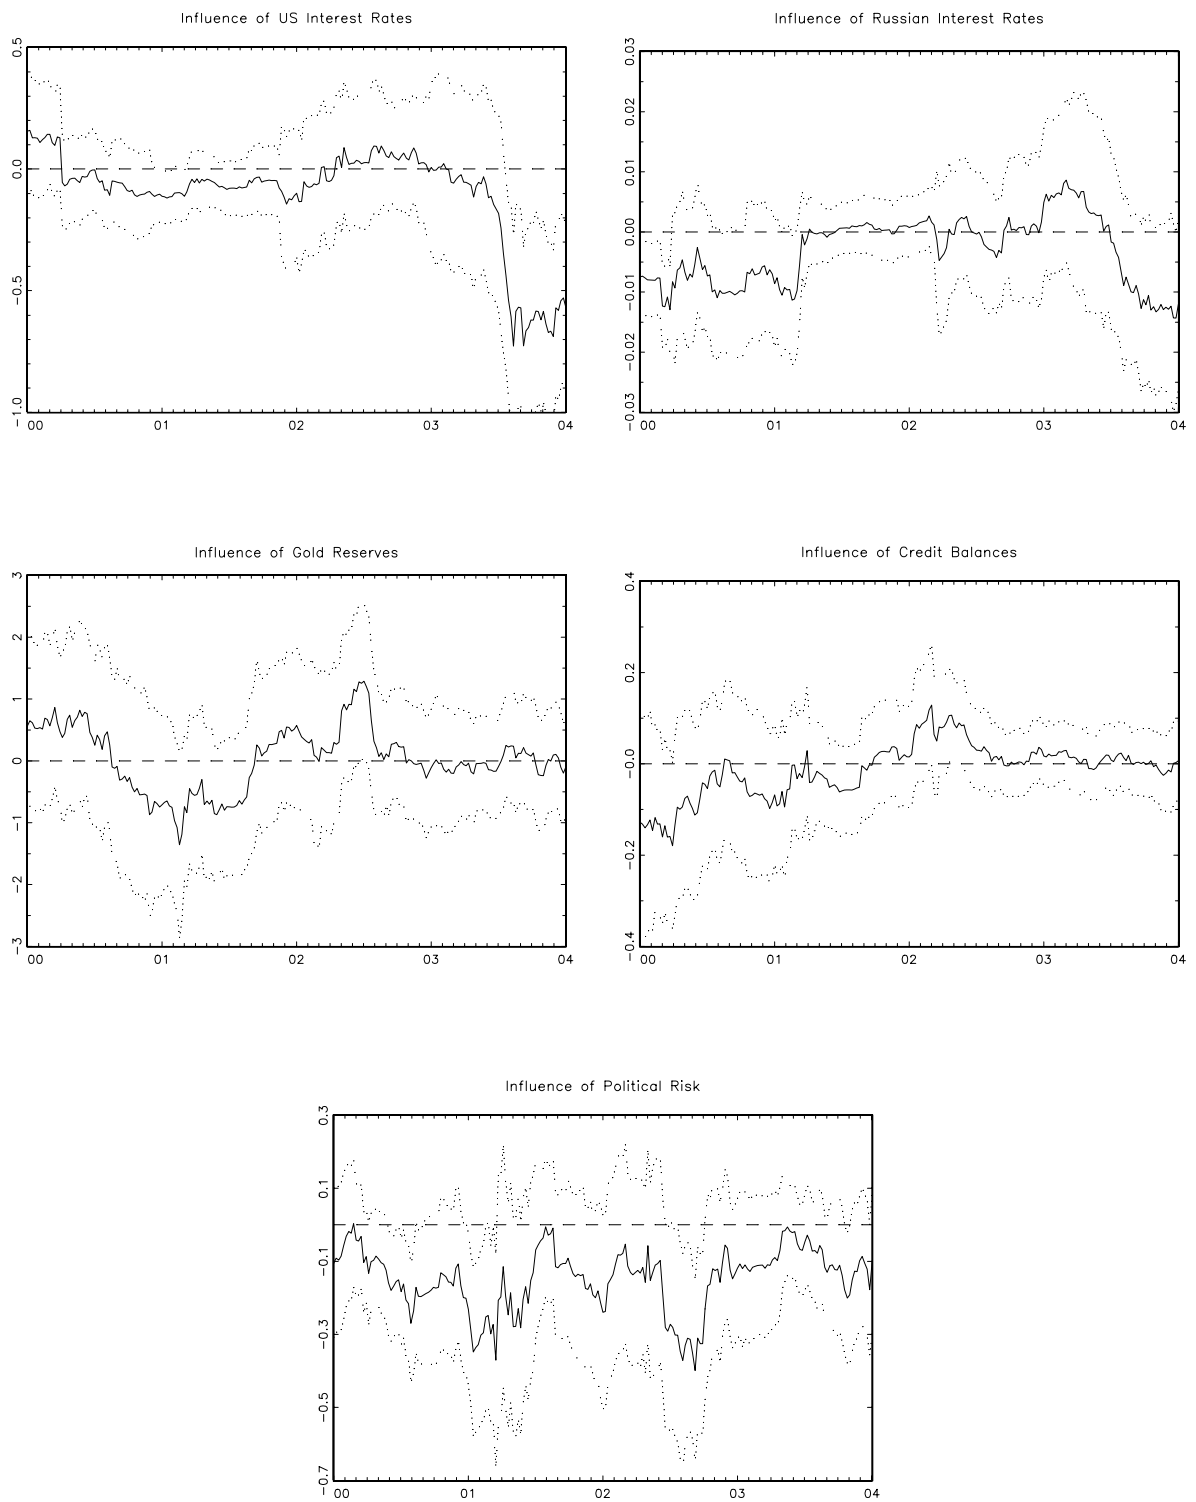 Influence of US Interest Rates
0.5
0.0
−0.5
−1.0
00 01 02 03 04
Influence of Russian Interest Rates
0.03
0.02
0.01
0.00
−0.01
−0.02
−0.03
00 01 02 03 04
Influence of Gold Reserves
3
2
1
0
−1
−2
−3
00 01 02 03 04
Influence of Credit Balances
0.4
0.2
−0.0
−0.2
−0.4
00 01 02 03 04
Influence of Political Risk
0.3
0.1
−0.1
−0.3
−0.5
−0.7
00 01 02 03 04